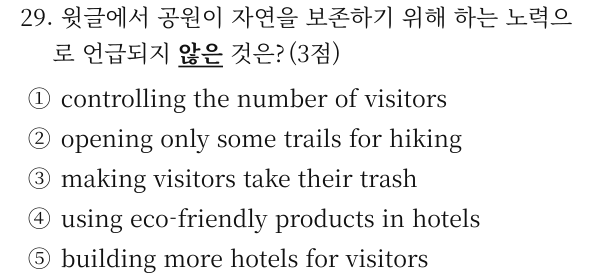 29. 윗글에서 공원이 자연을 보존하기 위해 하는 노력으
로 언급되지 않은 것은?(3점)
① controlling the number of visitors
② opening only some trails for hiking
③ making visitors take their trash
④ using eco-friendly products in hotels
⑤ building more hotels for visitors